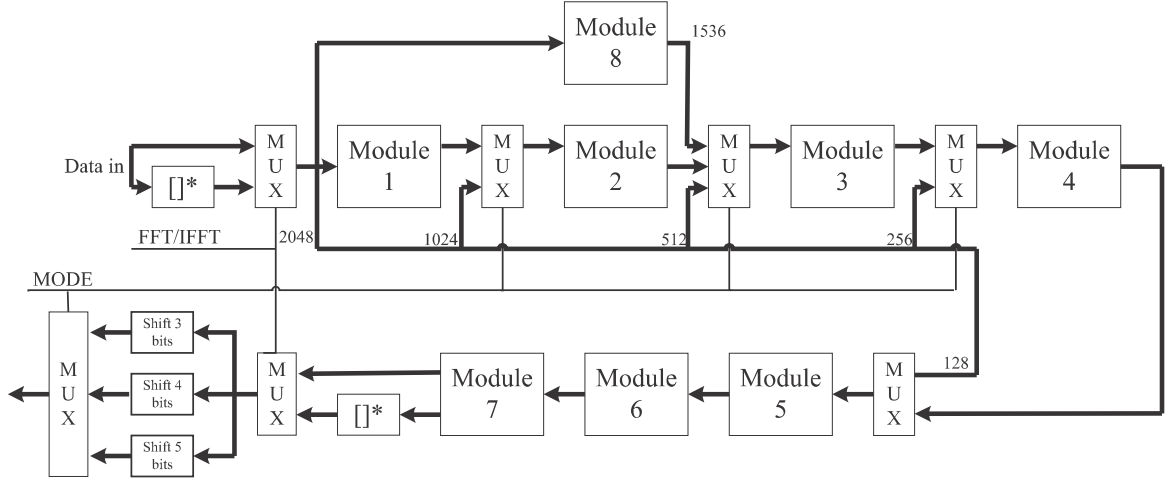 Module
8
1536
Data in
[]*
M
U
X
Module
1
M
U
X
Module
2
M
U
X
Module
3
M
U
X
Module
4
FFT/IFFT
2048
1024
512
256
MODE
M
U
X
Shift 3
bits
Shift 4
bits
Shift 5
bits
M
U
X
[]*
Module
7
Module
6
Module
5
M
U
X
128